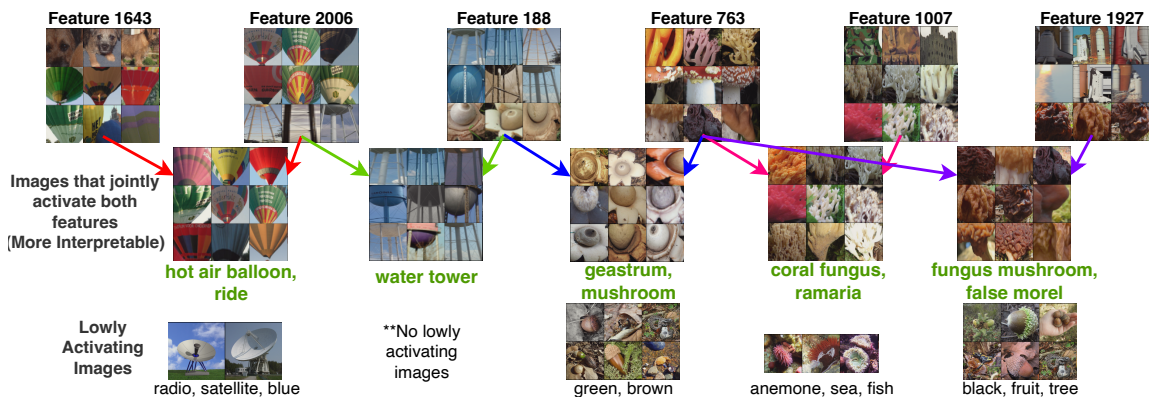 Feature 1643
Feature 2006
Feature 188
Feature 763
Feature 1007
Feature 1927
Images that jointly
activate both
features
(More Interpretable)
hot air balloon,
ride
water tower
geastrum,
mushroom
coral fungus,
ramaria
fungus mushroom,
false morel
Lowly
Activating
Images
radio, satellite, blue
**No lowly
activating
images
green, brown
anemone, sea, fish
black, fruit, tree